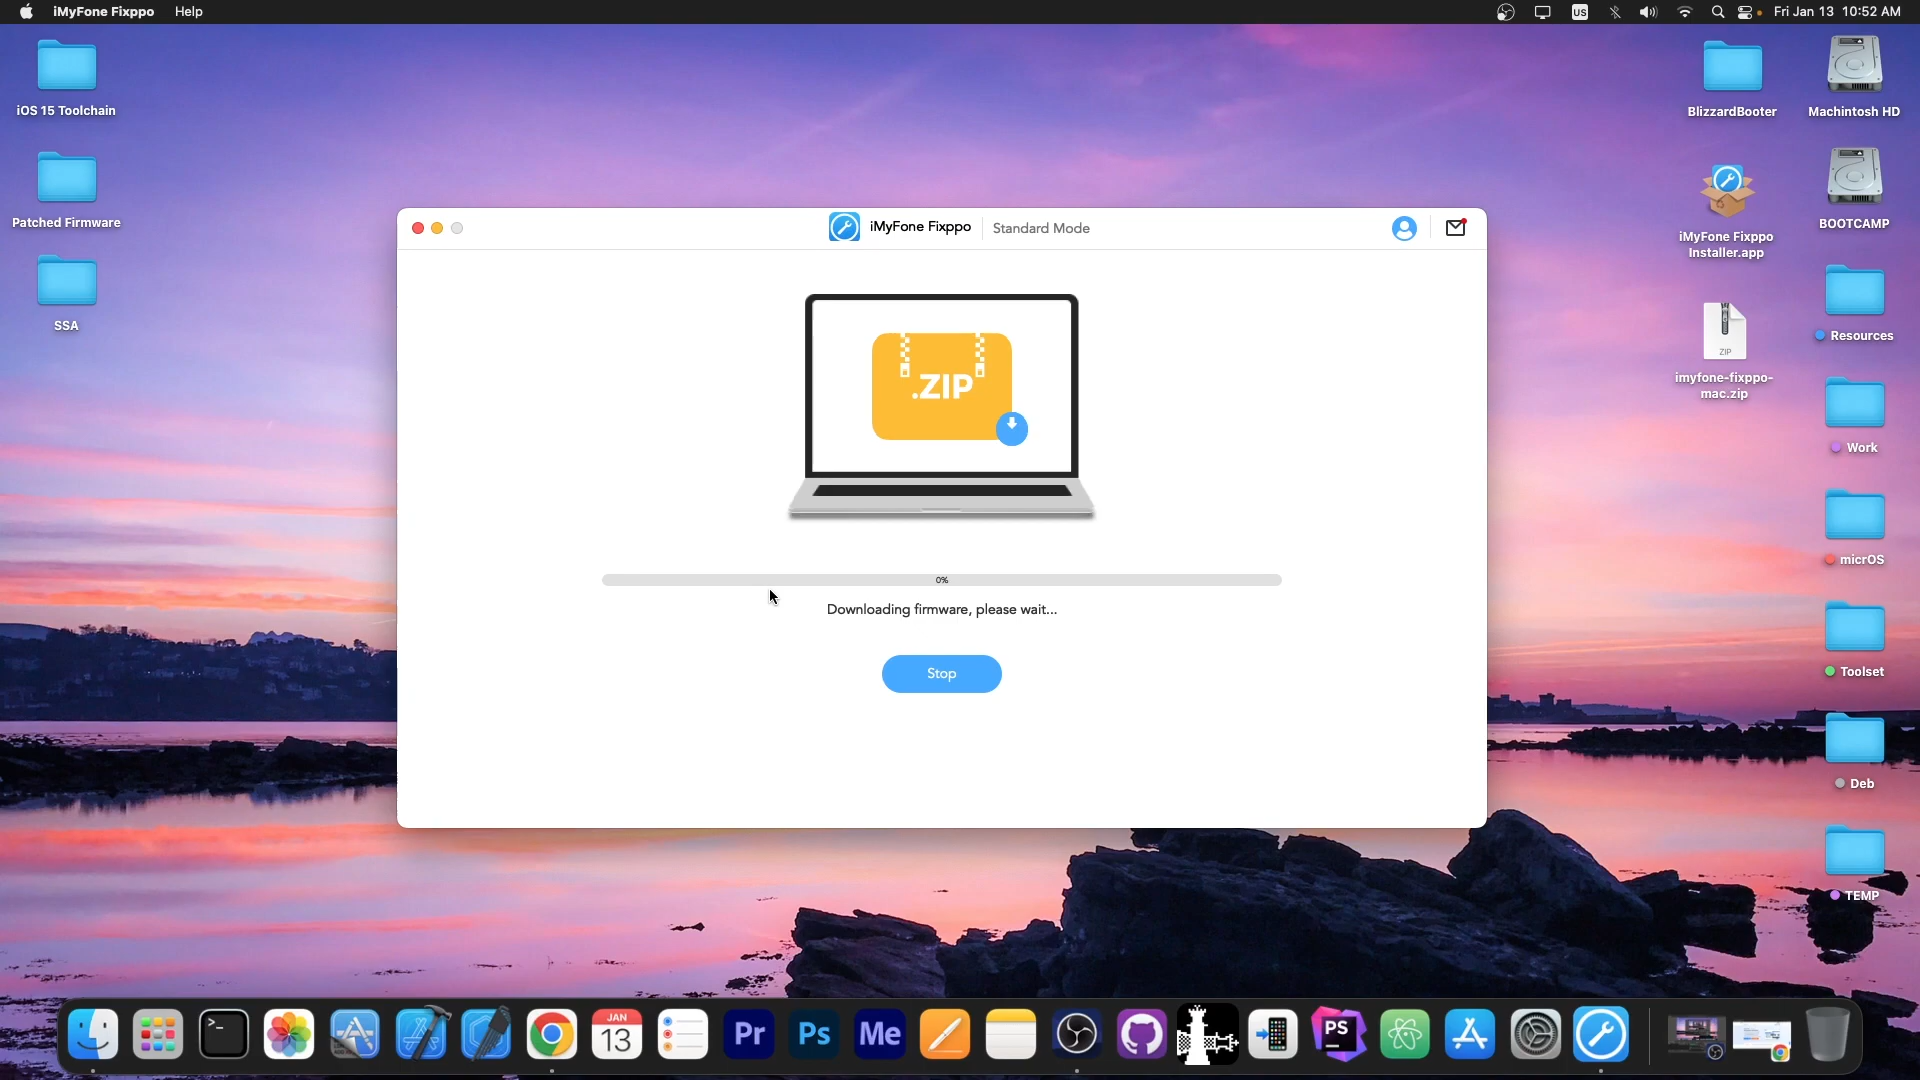 iMyFone Fixppo
Help
US
Fri Jan 13 10:52 AM
iOS 15 Toolchain
Patched Firmware
SSA
BlizzardBooter
Machintosh HD
iMyFone Fixppo
Installer.app
BOOTCAMP
ZIP
imyfone-fixppo-
mac.zip
Resources
Work
micrOS
Toolset
Deb
TEMP
iMyFone Fixppo
Standard Mode
.ZIP
0%
Downloading firmware, please wait...
Stop
>_
JAN
13
Pr
Ps
Me
PS